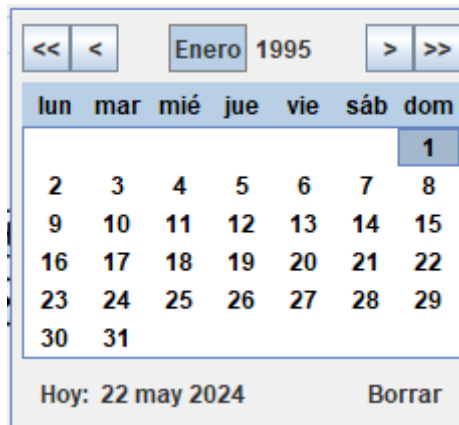 << < Enero 1995 > >>
lun mar mié jue vie sáb dom
1
2 3 4 5 6 7 8
9 10 11 12 13 14 15
16 17 18 19 20 21 22
23 24 25 26 27 28 29
30 31
Hoy: 22 may 2024 Borrar